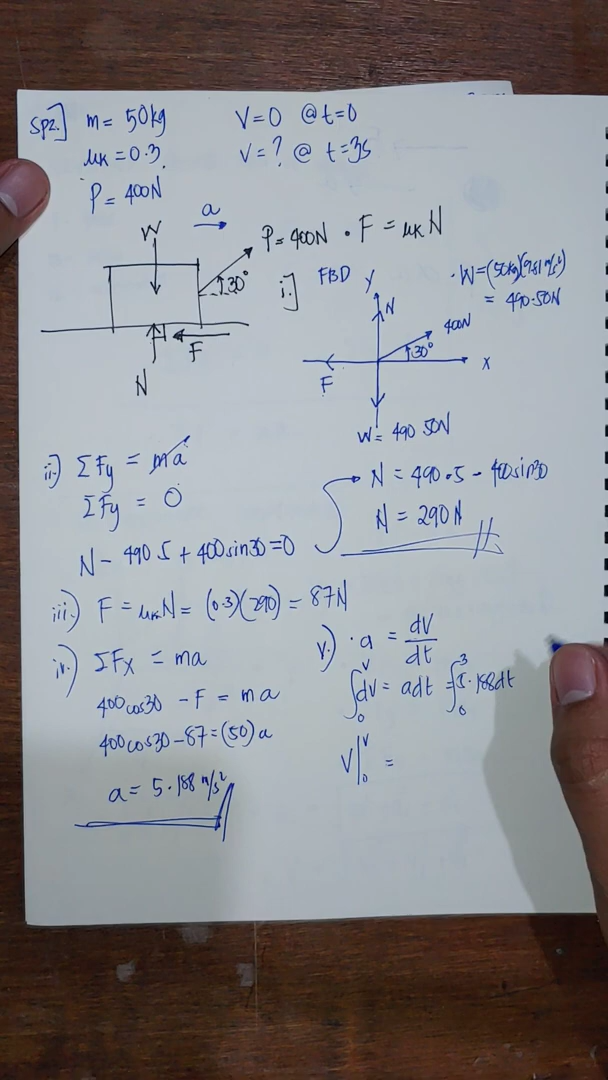 SP2.] m = 50kg V=0 @t=0
μk = 0.3 V=? @ t=3s
P = 400N
a
W
P=400N • F = μk N
30°
F
N
i.] FBD Y
• W=(50kg)(9.81 m/s²)
= 490.50N
N
400N
30°
X
F
W= 490.50N
ii.) ΣFy = ma
ΣFy = 0
N - 490.5 + 400sin30=0
N = 490.5 - 400sin30
N = 290N
iii.) F = μkN = (0.3)(290) = 87N
iv.) ΣFx = ma
400cos30 - F = ma
400cos30-87=(50)a
a = 5.188 m/s²
v.) • a = dV/dt
∫₀ⱽ dV = adt = ∫₀³ 5.188dt
V|₀ⱽ =